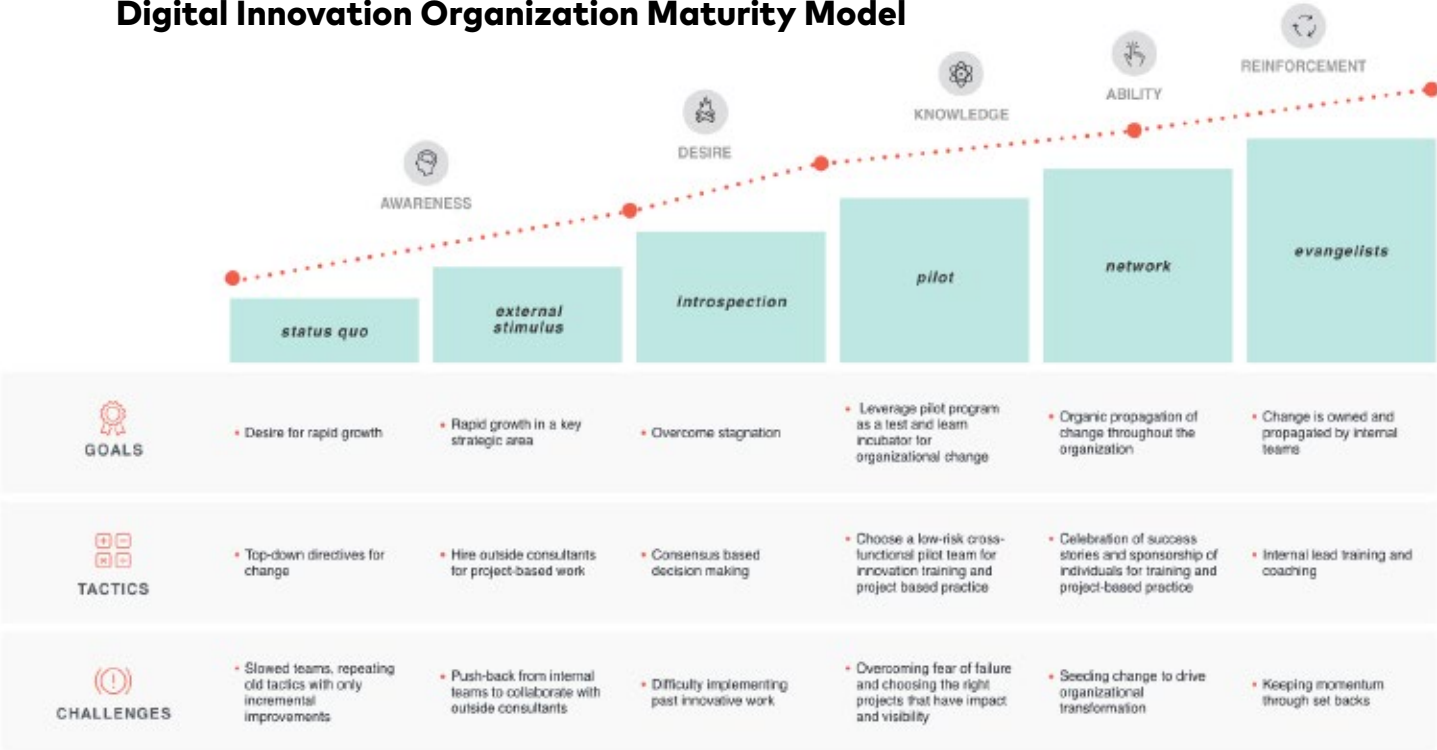 Digital Innovation Organization Maturity Model
REINFORCEMENT
ABILITY
KNOWLEDGE
DESIRE
AWARENESS
status quo
external
stimulus
introspection
pilot
network
evangelists
GOALS
• Desire for rapid growth
• Rapid growth in a key
strategic area
• Overcome stagnation
• Leverage pilot program
as a test and learn
incubator for
organizational change
• Organic propagation of
change throughout the
organization
• Change is owned and
propagated by internal
teams
TACTICS
• Top-down directives for
change
• Hire outside consultants
for project-based work
• Consensus based
decision making
• Choose a low-risk cross-
functional pilot team for
innovation training and
project based practice
• Celebration of success
stories and sponsorship of
individuals for training and
project-based practice
• Internal lead training and
coaching
CHALLENGES
• Slowed teams, repeating
old tactics with only
incremental
improvements
• Push-back from internal
teams to collaborate with
outside consultants
• Difficulty implementing
past innovative work
• Overcoming fear of failure
and choosing the right
projects that have impact
and visibility
• Seeding change to drive
organizational
transformation
• Keeping momentum
through set backs